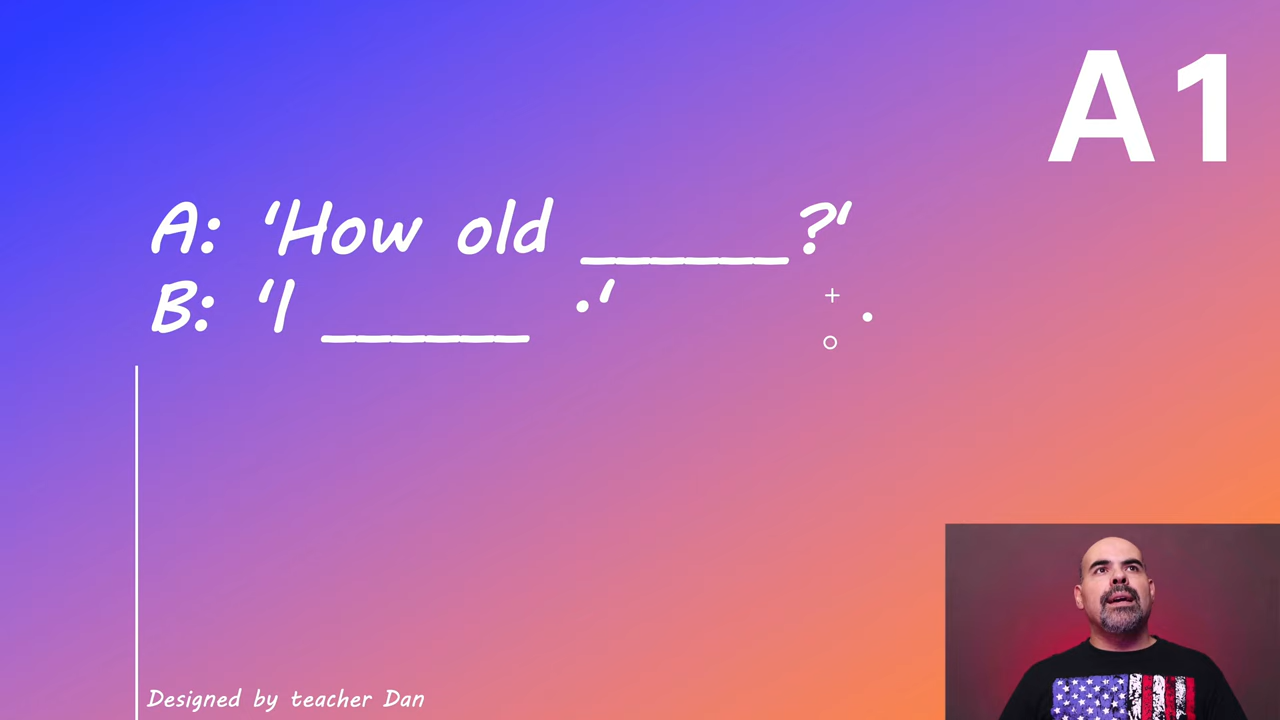 A1
A: 'How old ______?'
B: 'I ______ .'
Designed by teacher Dan